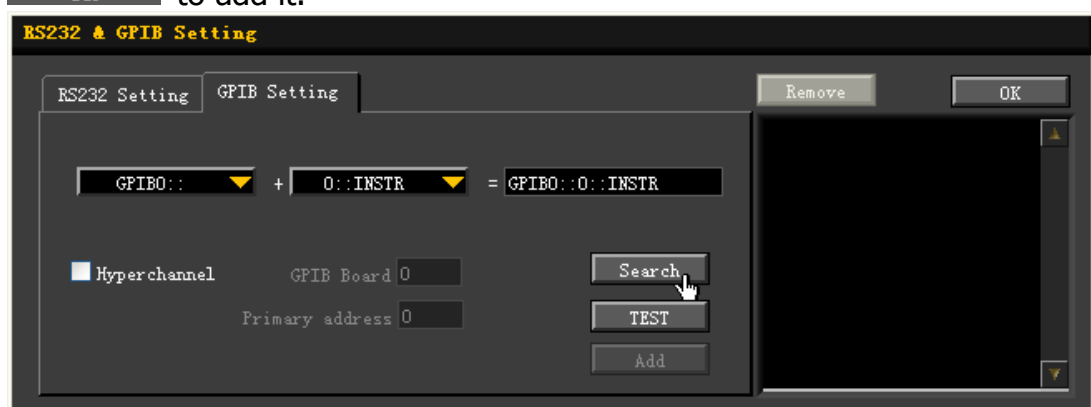 to add it.
RS232 & GPIB Setting
RS232 Setting GPIB Setting Remove OK
GPIB0:: + 0::INSTR = GPIB0::0::INSTR
Hyperchannel GPIB Board 0 Search
Primary address 0 TEST
Add